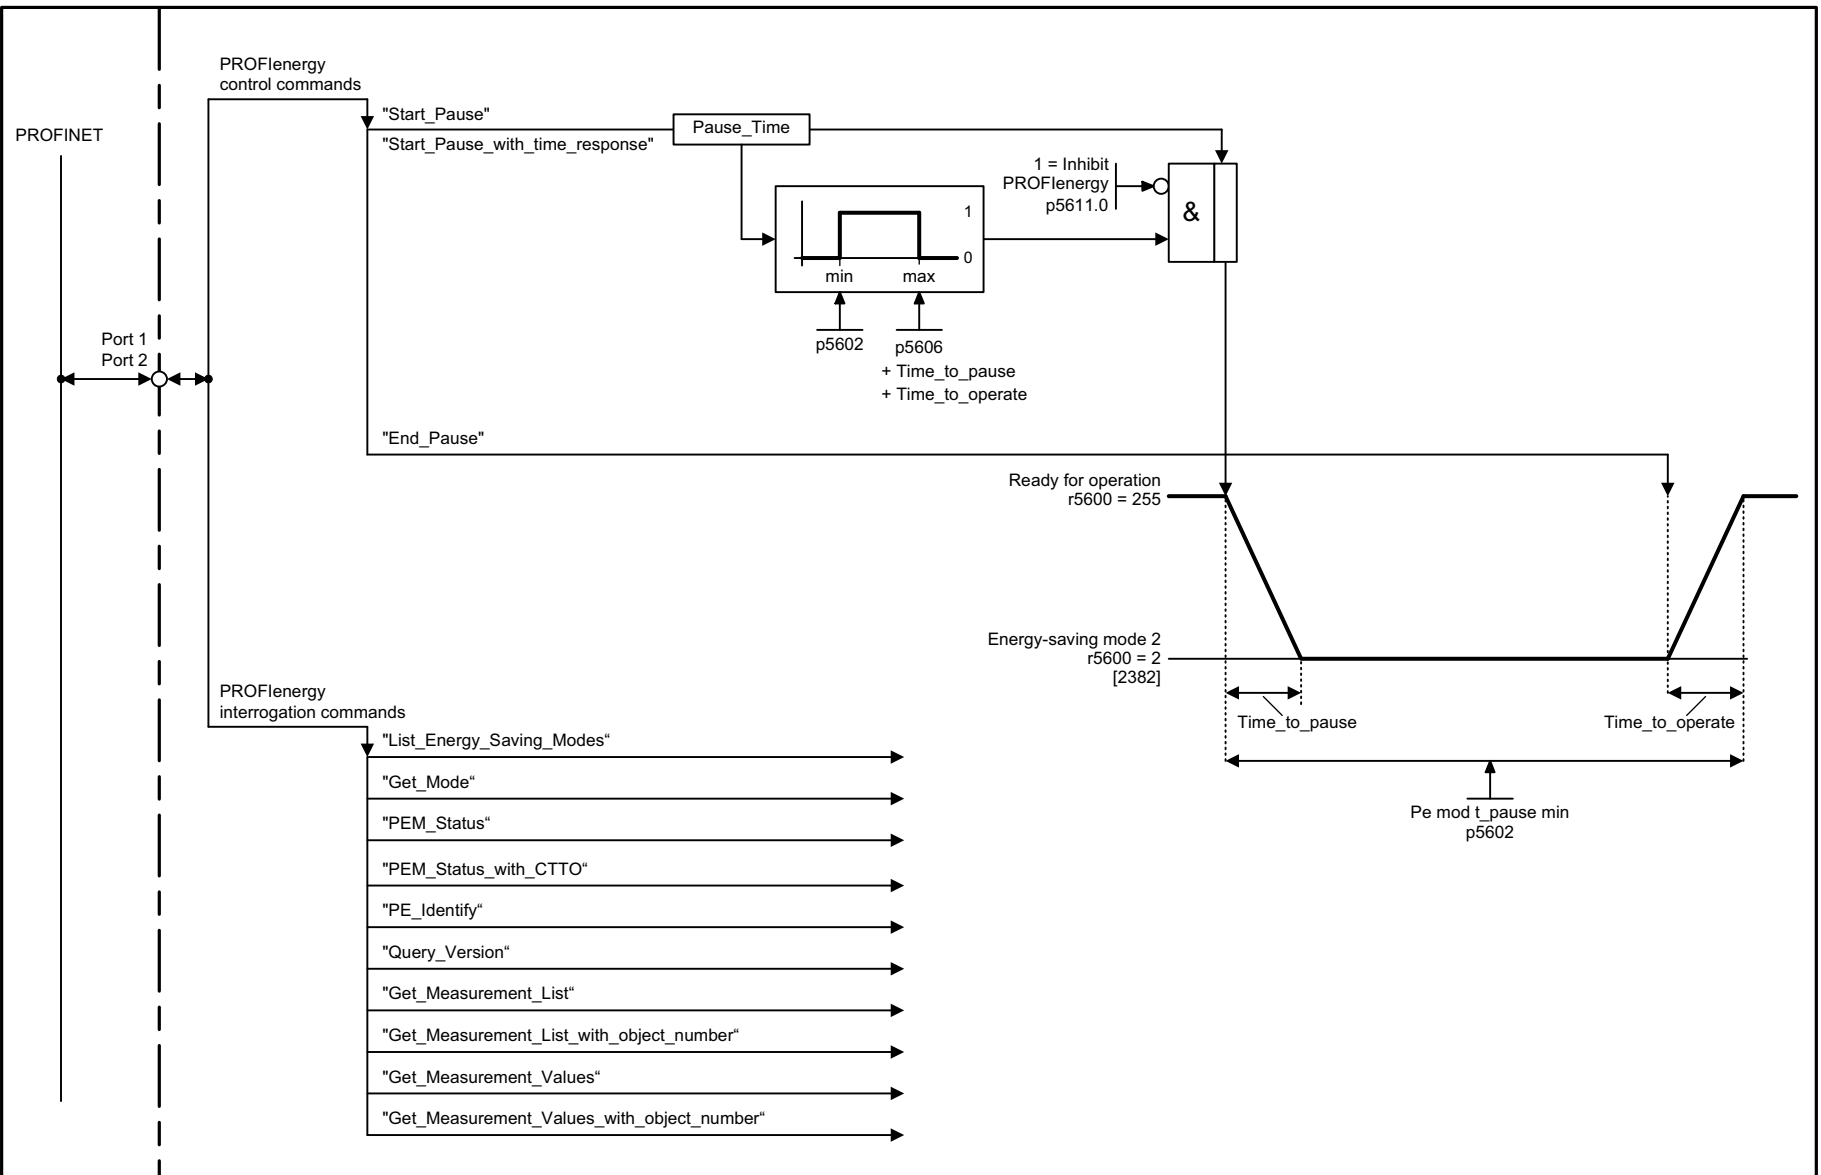 PROFIenergy
control commands
PROFINET
"Start_Pause"
"Start_Pause_with_time_response"
Pause_Time
1 = Inhibit
PROFIenergy
p5611.0
&
1
0
min
max
p5602
p5606
+ Time_to_pause
+ Time_to_operate
Port 1
Port 2
"End_Pause"
Ready for operation
r5600 = 255
Energy-saving mode 2
r5600 = 2
[2382]
Time_to_pause
Time_to_operate
Pe mod t_pause min
p5602
PROFIenergy
interrogation commands
"List_Energy_Saving_Modes“
"Get_Mode“
"PEM_Status“
"PEM_Status_with_CTTO“
"PE_Identify“
"Query_Version“
"Get_Measurement_List“
"Get_Measurement_List_with_object_number“
"Get_Measurement_Values“
"Get_Measurement_Values_with_object_number“